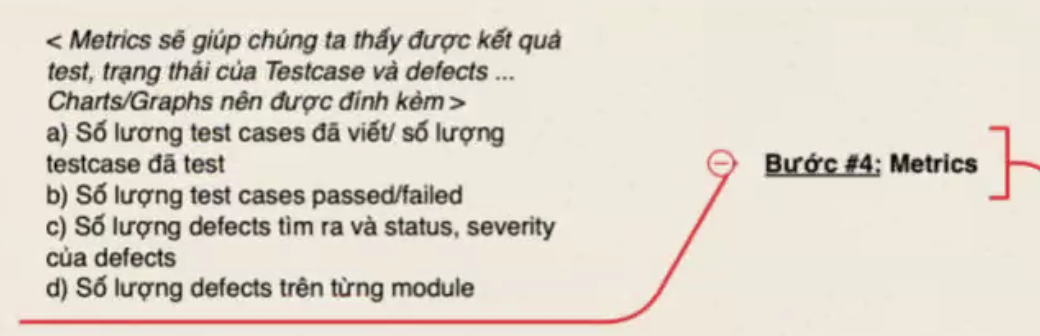 < Metrics sẽ giúp chúng ta thấy được kết quả
test, trạng thái của Testcase và defects ...
Charts/Graphs nên được đính kèm >
a) Số lương test cases đã viết/ số lượng
testcase đã test
b) Số lượng test cases passed/failed
c) Số lượng defects tìm ra và status, severity
của defects
d) Số lượng defects trên từng module
Bước #4: Metrics